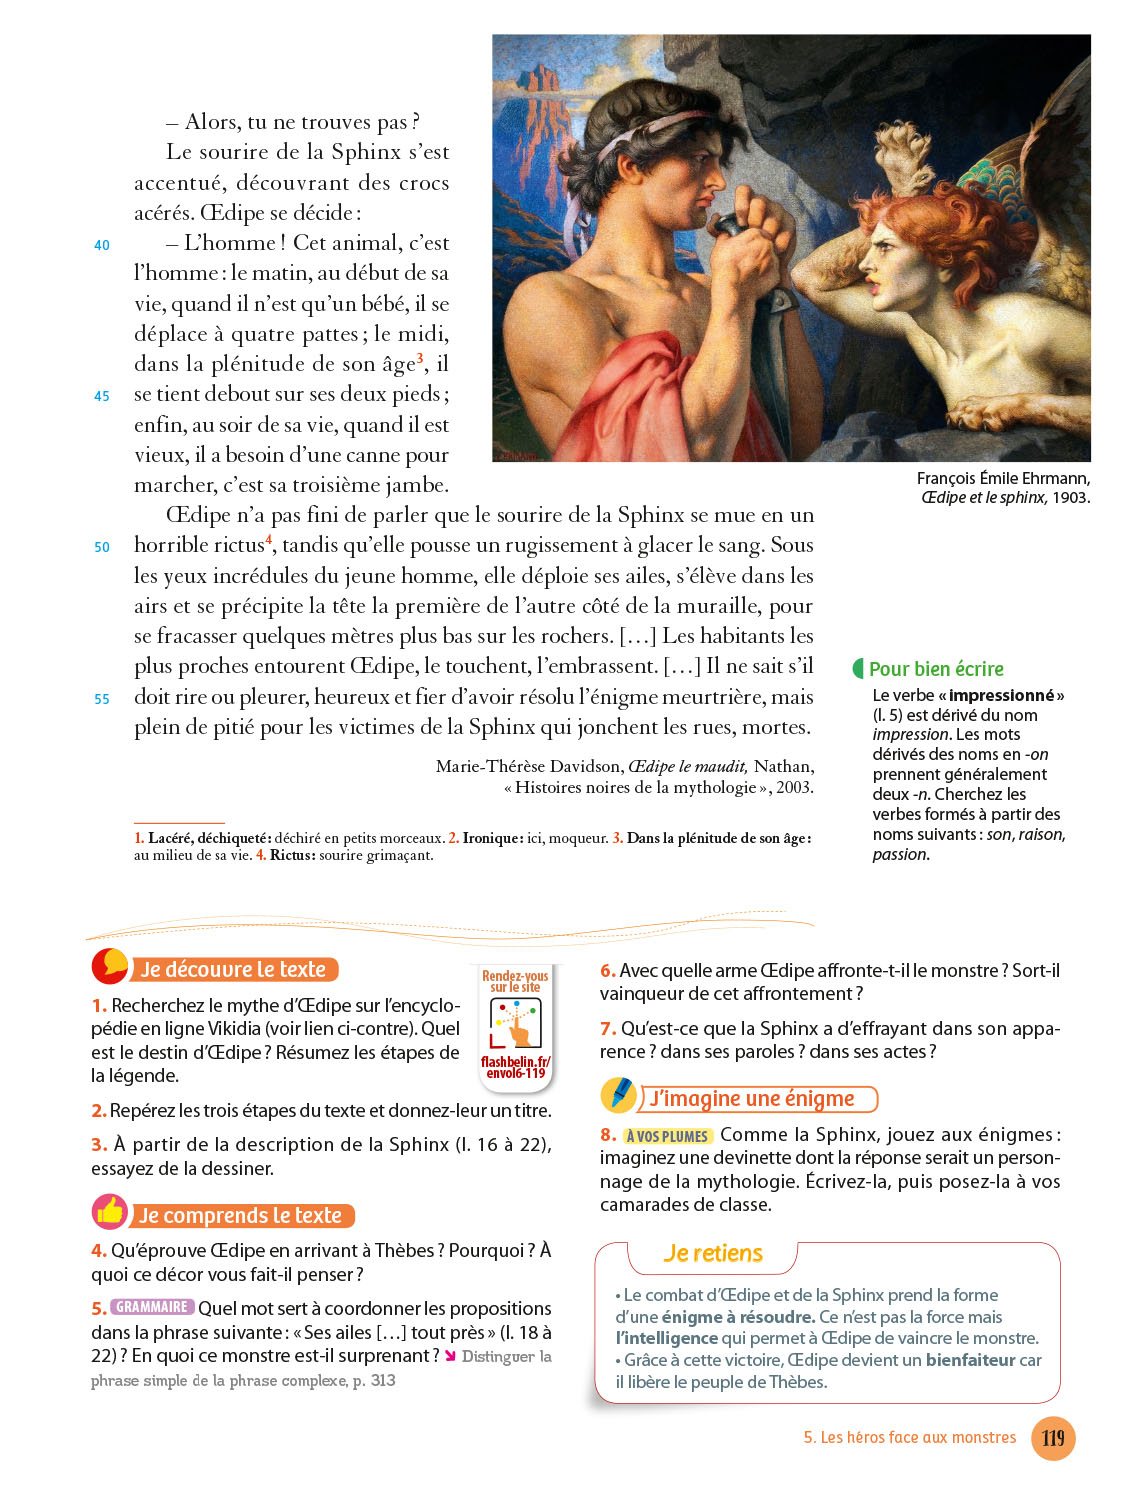 – Alors, tu ne trouves pas ?
Le sourire de la Sphinx s’est
accentué, découvrant des crocs
acérés. Œdipe se décide :
40 – L’homme ! Cet animal, c’est
l’homme : le matin, au début de sa
vie, quand il n’est qu’un bébé, il se
déplace à quatre pattes ; le midi,
dans la plénitude de son âge3, il
45 se tient debout sur ses deux pieds ;
enfin, au soir de sa vie, quand il est
vieux, il a besoin d’une canne pour
marcher, c’est sa troisième jambe.
Œdipe n’a pas fini de parler que le sourire de la Sphinx se mue en un
50 horrible rictus4, tandis qu’elle pousse un rugissement à glacer le sang. Sous
les yeux incrédules du jeune homme, elle déploie ses ailes, s’élève dans les
airs et se précipite la tête la première de l’autre côté de la muraille, pour
se fracasser quelques mètres plus bas sur les rochers. […] Les habitants les
plus proches entourent Œdipe, le touchent, l’embrassent. […] Il ne sait s’il
55 doit rire ou pleurer, heureux et fier d’avoir résolu l’énigme meurtrière, mais
plein de pitié pour les victimes de la Sphinx qui jonchent les rues, mortes.
Marie-Thérèse Davidson, Œdipe le maudit, Nathan,
« Histoires noires de la mythologie », 2003.
1. Lacéré, déchiqueté : déchiré en petits morceaux. 2. Ironique : ici, moqueur. 3. Dans la plénitude de son âge :
au milieu de sa vie. 4. Rictus : sourire grimaçant.
François Émile Ehrmann,
Œdipe et le sphinx, 1903.
Pour bien écrire
Le verbe « impressionné »
(l. 5) est dérivé du nom
impression. Les mots
dérivés des noms en -on
prennent généralement
deux -n. Cherchez les
verbes formés à partir des
noms suivants : son, raison,
passion.
Je découvre le texte
1. Recherchez le mythe d’Œdipe sur l’encyclo-
pédie en ligne Vikidia (voir lien ci-contre). Quel
est le destin d’Œdipe ? Résumez les étapes de
la légende.
Rendez-vous
sur le site
flashbelin.fr/
envol6-119
2. Repérez les trois étapes du texte et donnez-leur un titre.
3. À partir de la description de la Sphinx (l. 16 à 22),
essayez de la dessiner.
Je comprends le texte
4. Qu’éprouve Œdipe en arrivant à Thèbes ? Pourquoi ? À
quoi ce décor vous fait-il penser ?
5. GRAMMAIRE Quel mot sert à coordonner les propositions
dans la phrase suivante : « Ses ailes […] tout près » (l. 18 à
22) ? En quoi ce monstre est-il surprenant ? Distinguer la
phrase simple de la phrase complexe, p. 313
6. Avec quelle arme Œdipe affronte-t-il le monstre ? Sort-il
vainqueur de cet affrontement ?
7. Qu’est-ce que la Sphinx a d’effrayant dans son appa-
rence ? dans ses paroles ? dans ses actes ?
J’imagine une énigme
8. À VOS PLUMES Comme la Sphinx, jouez aux énigmes :
imaginez une devinette dont la réponse serait un person-
nage de la mythologie. Écrivez-la, puis posez-la à vos
camarades de classe.
Je retiens
• Le combat d’Œdipe et de la Sphinx prend la forme
d’une énigme à résoudre. Ce n’est pas la force mais
l’intelligence qui permet à Œdipe de vaincre le monstre.
• Grâce à cette victoire, Œdipe devient un bienfaiteur car
il libère le peuple de Thèbes.
5. Les héros face aux monstres 119